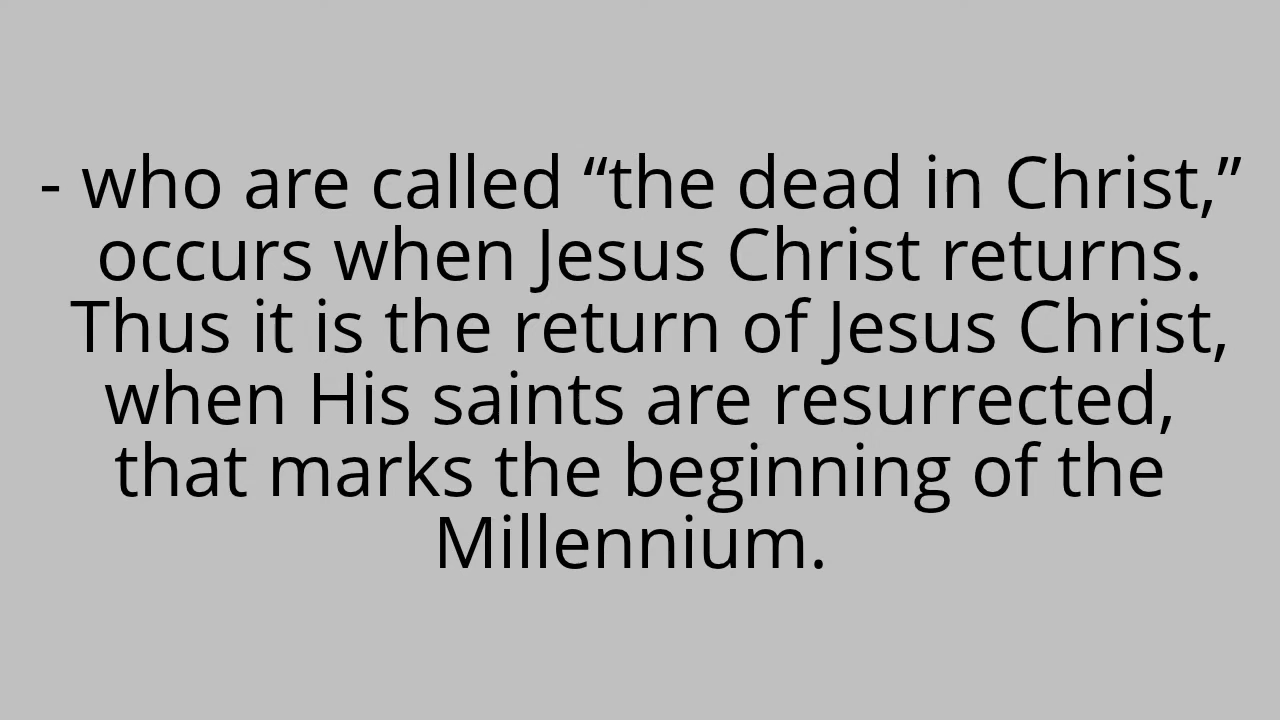 - who are called “the dead in Christ,”
occurs when Jesus Christ returns.
Thus it is the return of Jesus Christ,
when His saints are resurrected,
that marks the beginning of the
Millennium.